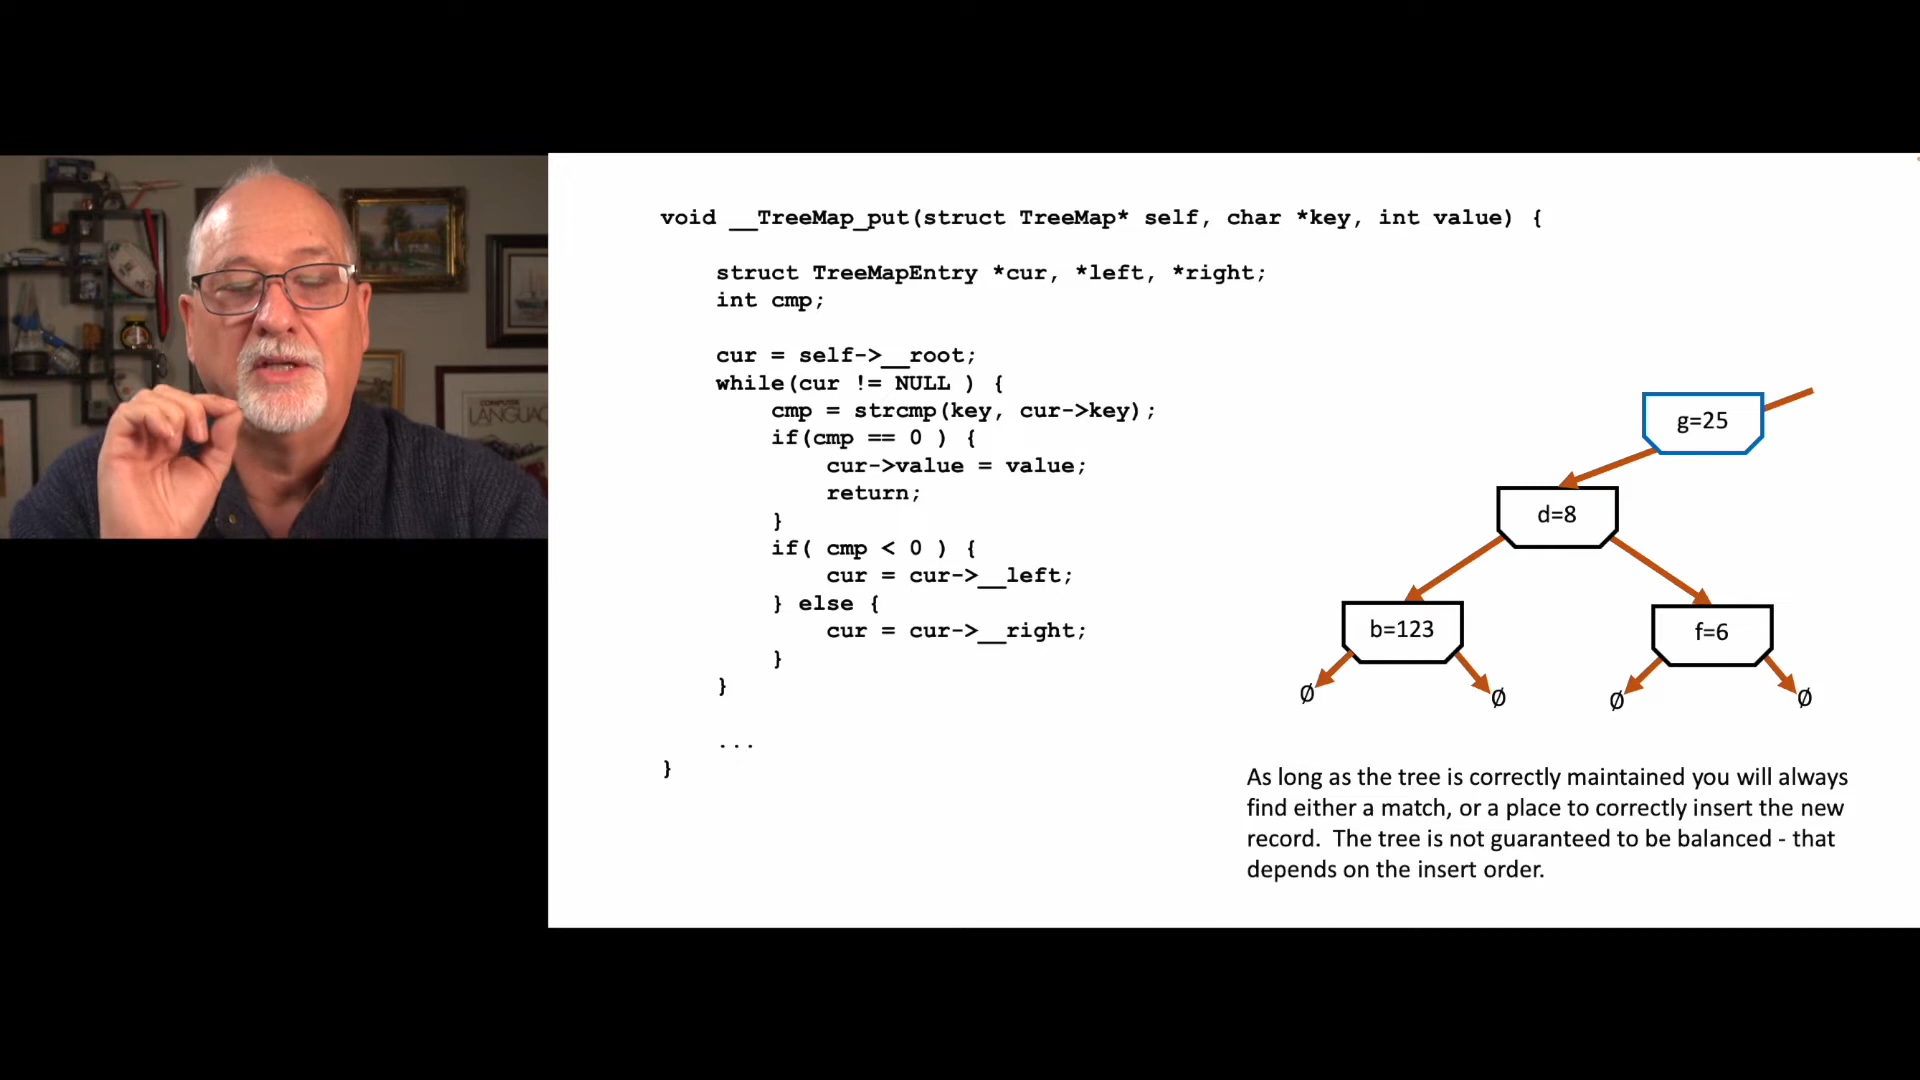 void __TreeMap_put(struct TreeMap* self, char *key, int value) {
struct TreeMapEntry *cur, *left, *right;
int cmp;
cur = self->__root;
while(cur != NULL ) {
cmp = strcmp(key, cur->key);
if(cmp == 0 ) {
cur->value = value;
return;
}
if( cmp < 0 ) {
cur = cur->__left;
} else {
cur = cur->__right;
}
}
...
}
g=25
d=8
b=123
f=6
Ø
Ø
Ø
Ø
As long as the tree is correctly maintained you will always
find either a match, or a place to correctly insert the new
record. The tree is not guaranteed to be balanced - that
depends on the insert order.
COMPUTER
LANGUAG